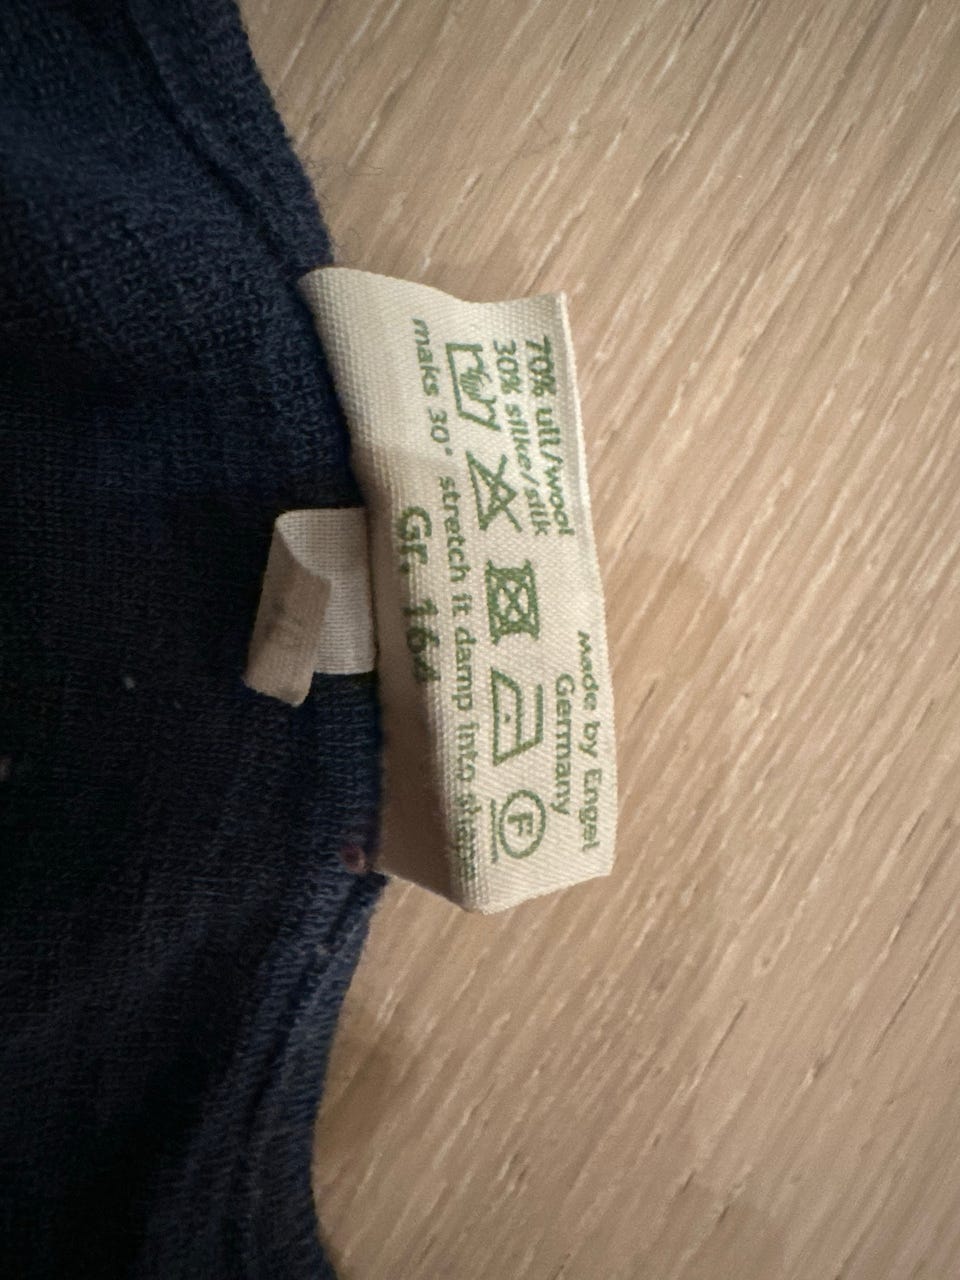 made by Engel
Germany
70% ull/wool
30% silke/silk
F
maks 30° stretch it damp into shape
Gr. 164